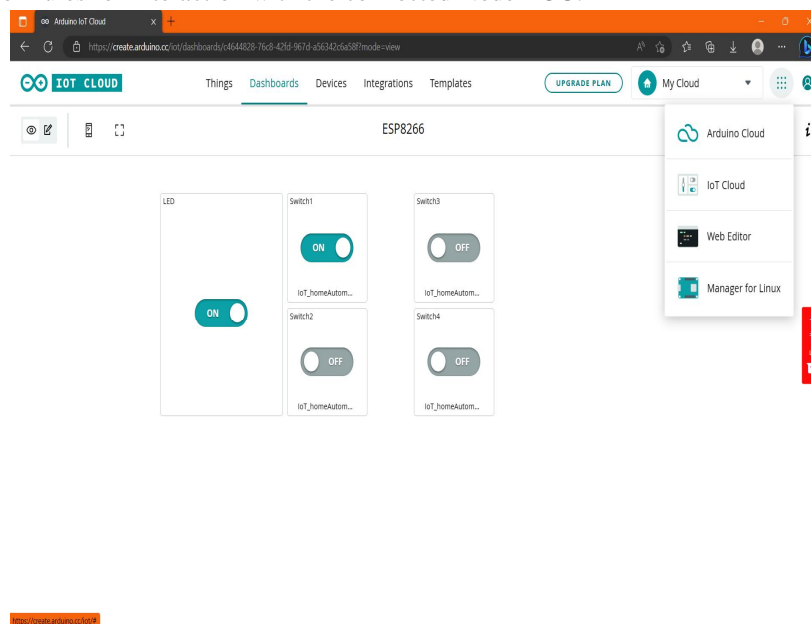 Arduino IoT Cloud
https://create.arduino.cc/iot/dashboards/c4644828-76c8-42fd-967d-a56342c6a58f?mode=view
IOT CLOUD
Things Dashboards Devices Integrations Templates UPGRADE PLAN My Cloud
ESP8266
Arduino Cloud
IoT Cloud
Web Editor
Manager for Linux
LED
ON
Switch1
ON
IoT_homeAutom...
Switch3
OFF
IoT_homeAutom...
Switch2
OFF
IoT_homeAutom...
Switch4
OFF
IoT_homeAutom...
https://create.arduino.cc/iot/#